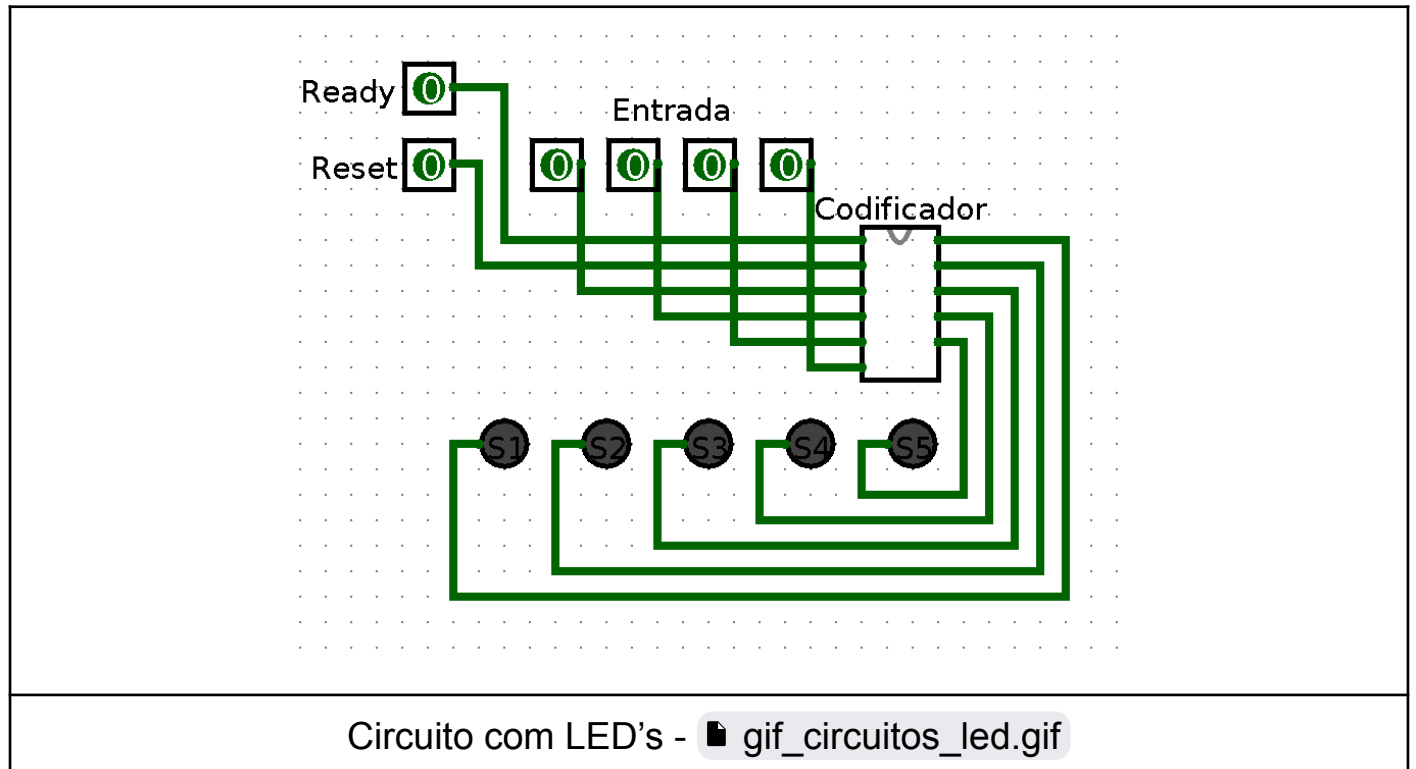 Ready 0
Entrada
Reset 0 0 0 0 0
Codificador
S1 S2 S3 S4 S5
Circuito com LED’s - gif_circuitos_led.gif